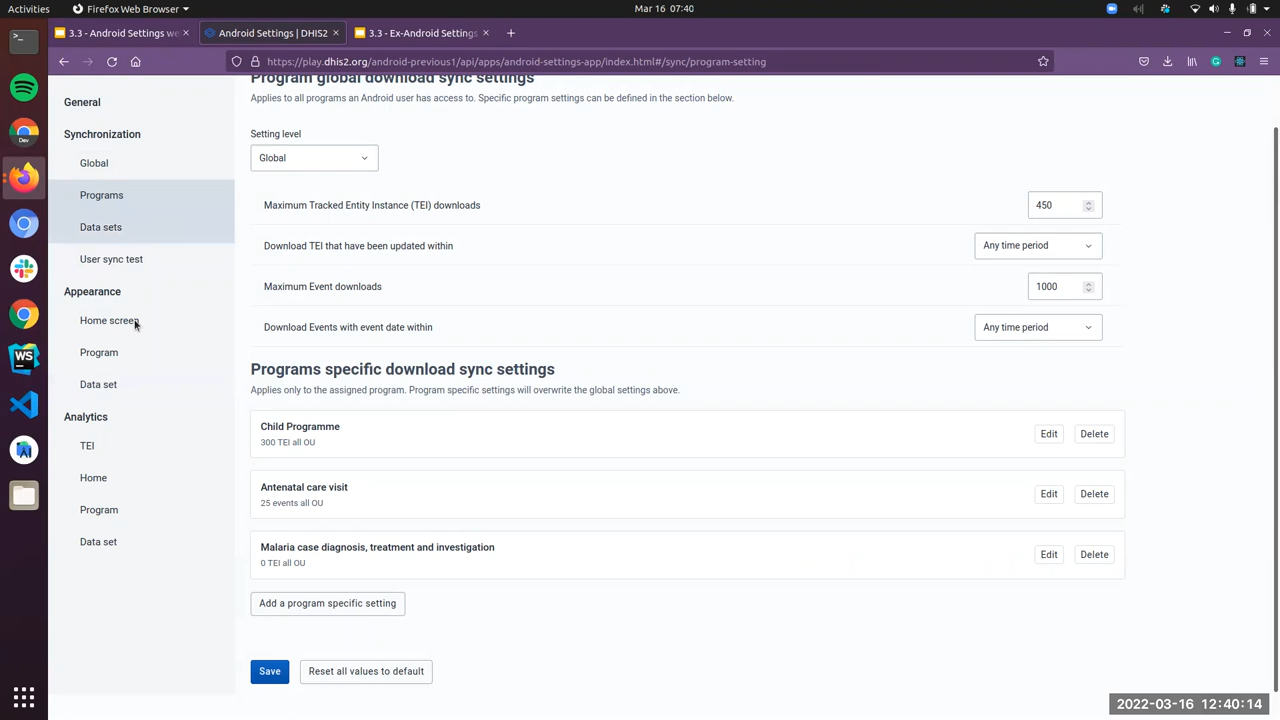 Activities
Firefox Web Browser
Mar 16 07:40
3.3 - Android Settings we
Android Settings | DHIS2
3.3 - Ex-Android Settings
https://play.dhis2.org/android-previous1/api/apps/android-settings-app/index.html#/sync/program-setting
General
Synchronization
Global
Programs
Data sets
User sync test
Appearance
Home screen
Program
Data set
Analytics
TEI
Home
Program
Data set
Program global download sync settings
Applies to all programs an Android user has access to. Specific program settings can be defined in the section below.
Setting level
Global
Maximum Tracked Entity Instance (TEI) downloads
450
Download TEI that have been updated within
Any time period
Maximum Event downloads
1000
Download Events with event date within
Any time period
Programs specific download sync settings
Applies only to the assigned program. Program specific settings will overwrite the global settings above.
Child Programme
300 TEI all OU
Edit
Delete
Antenatal care visit
25 events all OU
Edit
Delete
Malaria case diagnosis, treatment and investigation
0 TEI all OU
Edit
Delete
Add a program specific setting
Save
Reset all values to default
Dev
WS
2022-03-16 12:40:14